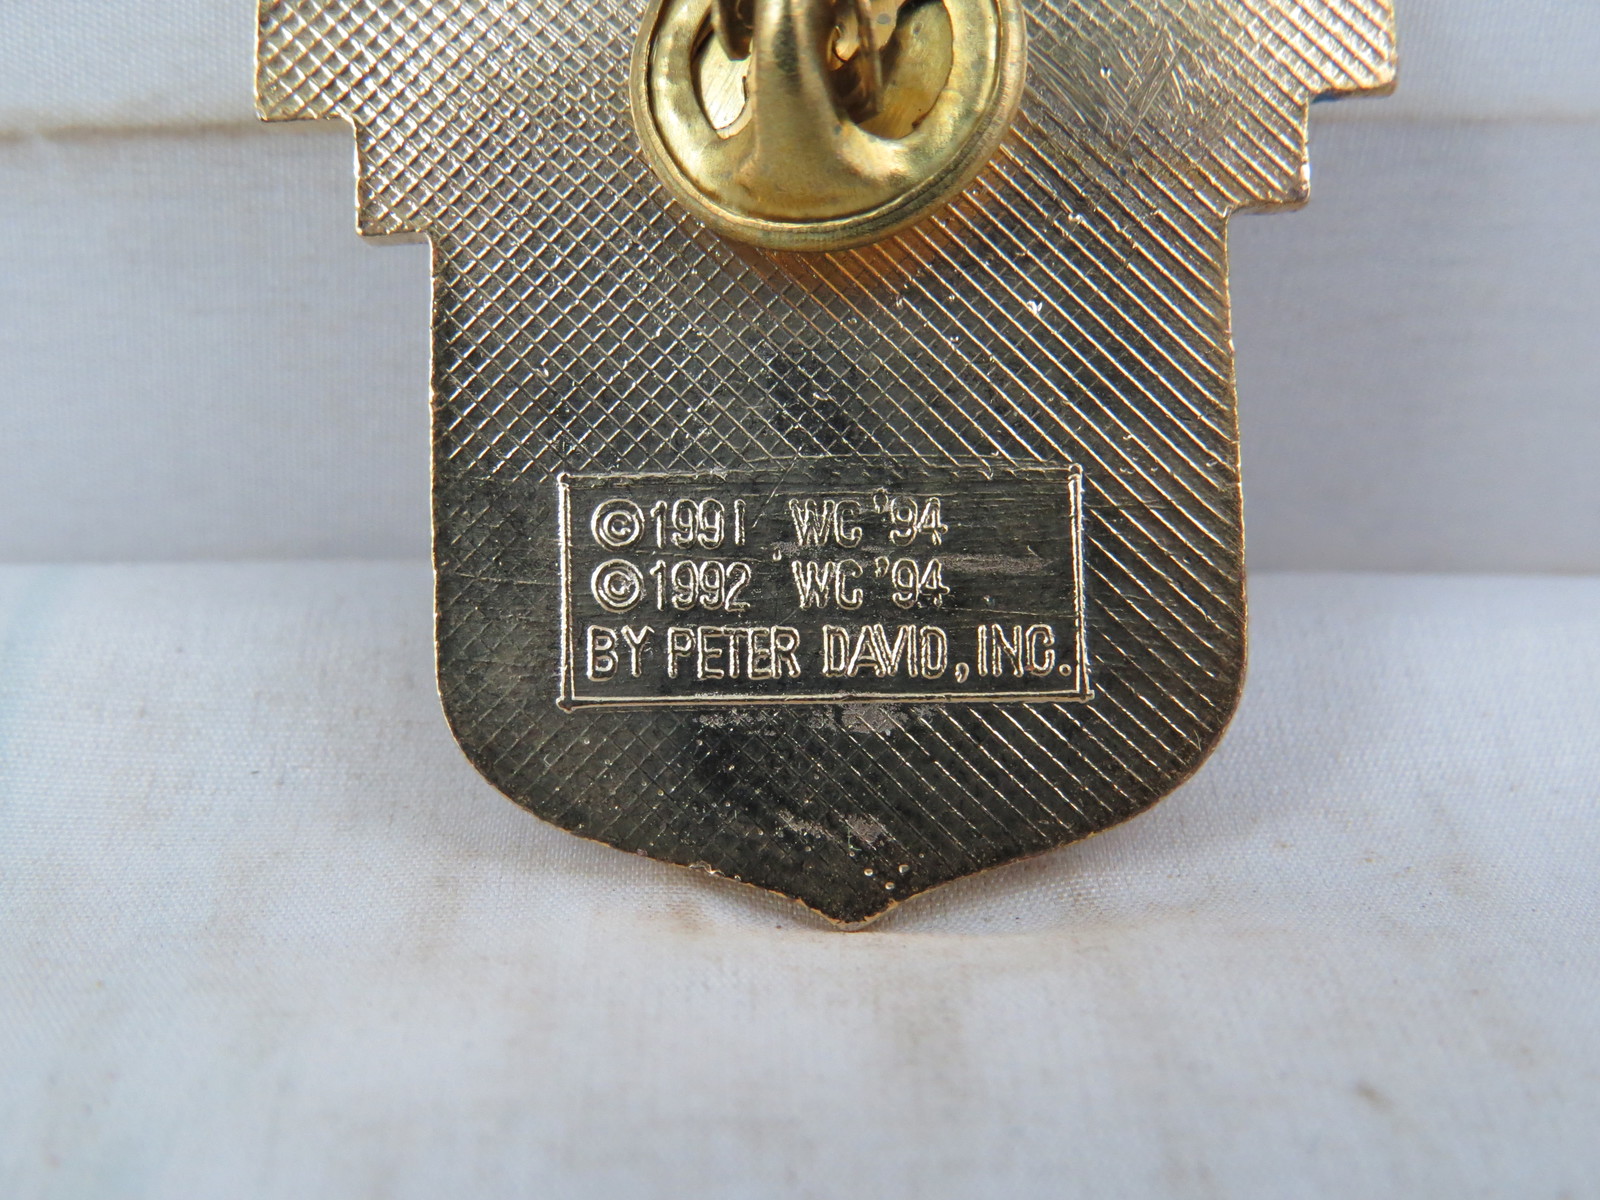 ©1991 WC '94
©1992 WC '94
BY PETER DAVID, INC.